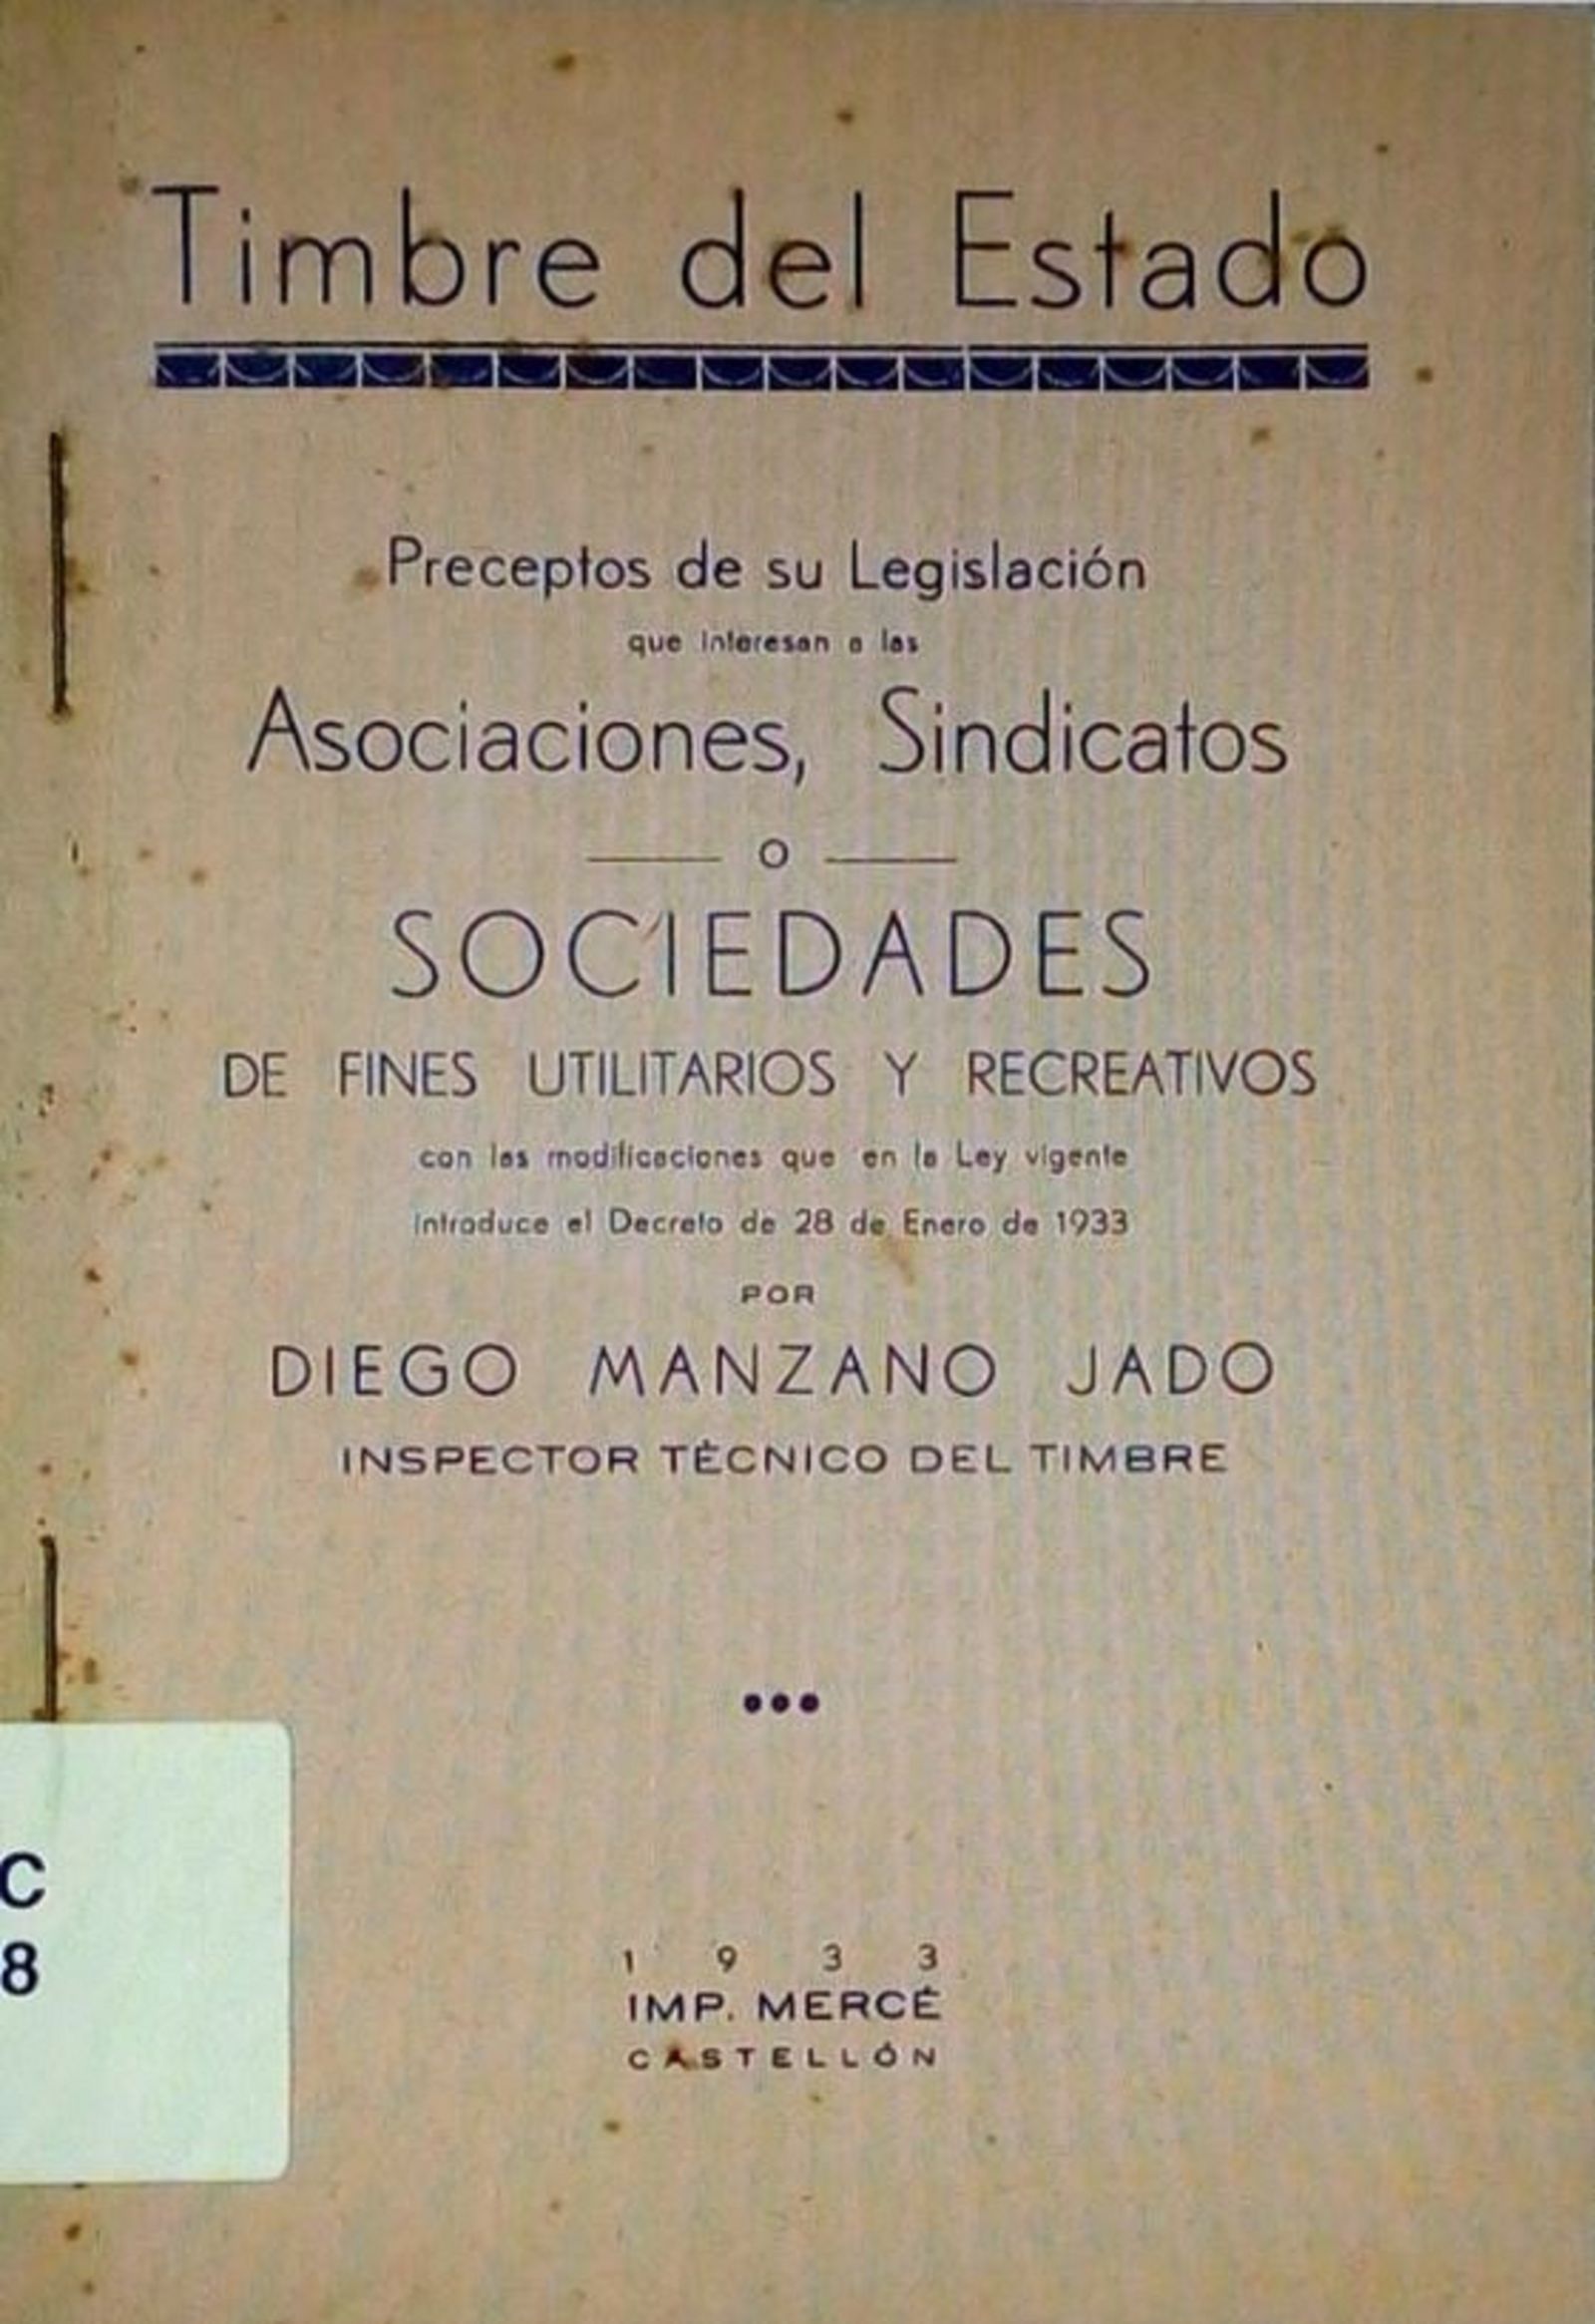 Timbre del Estado
Preceptos de su Legislación
que interesan a las
Asociaciones, Sindicatos
O
SOCIEDADES
DE FINES UTILITARIOS Y RECREATIVOS
con las modificaciones que en la Ley vigente
introduce el Decreto de 28 de Enero de 1933
POR
DIEGO MANZANO JADO
INSPECTOR TÉCNICO DEL TIMBRE
C
8
1 9 3 3
IMP. MERCÉ
CASTELLÓN